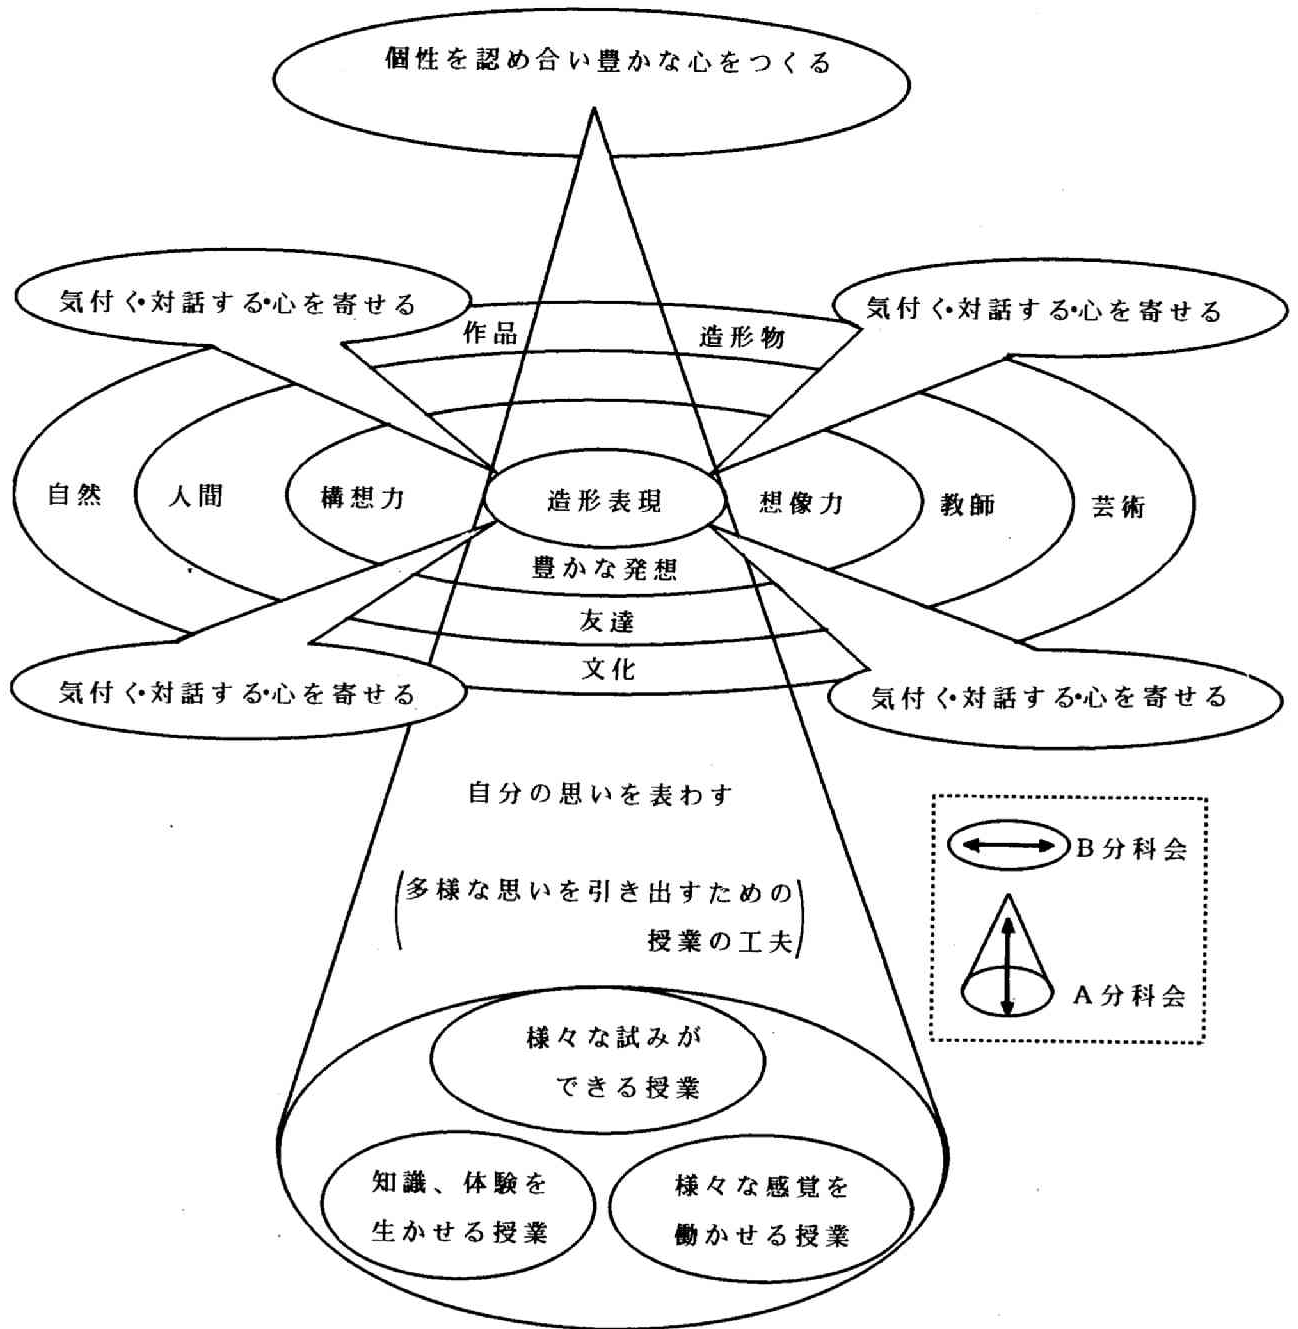 個性を認め合い豊かな心をつくる
気付く・対話する・心を寄せる
気付く・対話する・心を寄せる
作品
造形物
自然
人間
構想力
造形表現
想像力
教師
芸術
豊かな発想
友達
文化
気付く・対話する・心を寄せる
気付く・対話する・心を寄せる
自分の思いを表わす
(多様な思いを引き出すための
授業の工夫)
B分科会
A分科会
様々な試みが
できる授業
知識、体験を
生かせる授業
様々な感覚を
働かせる授業